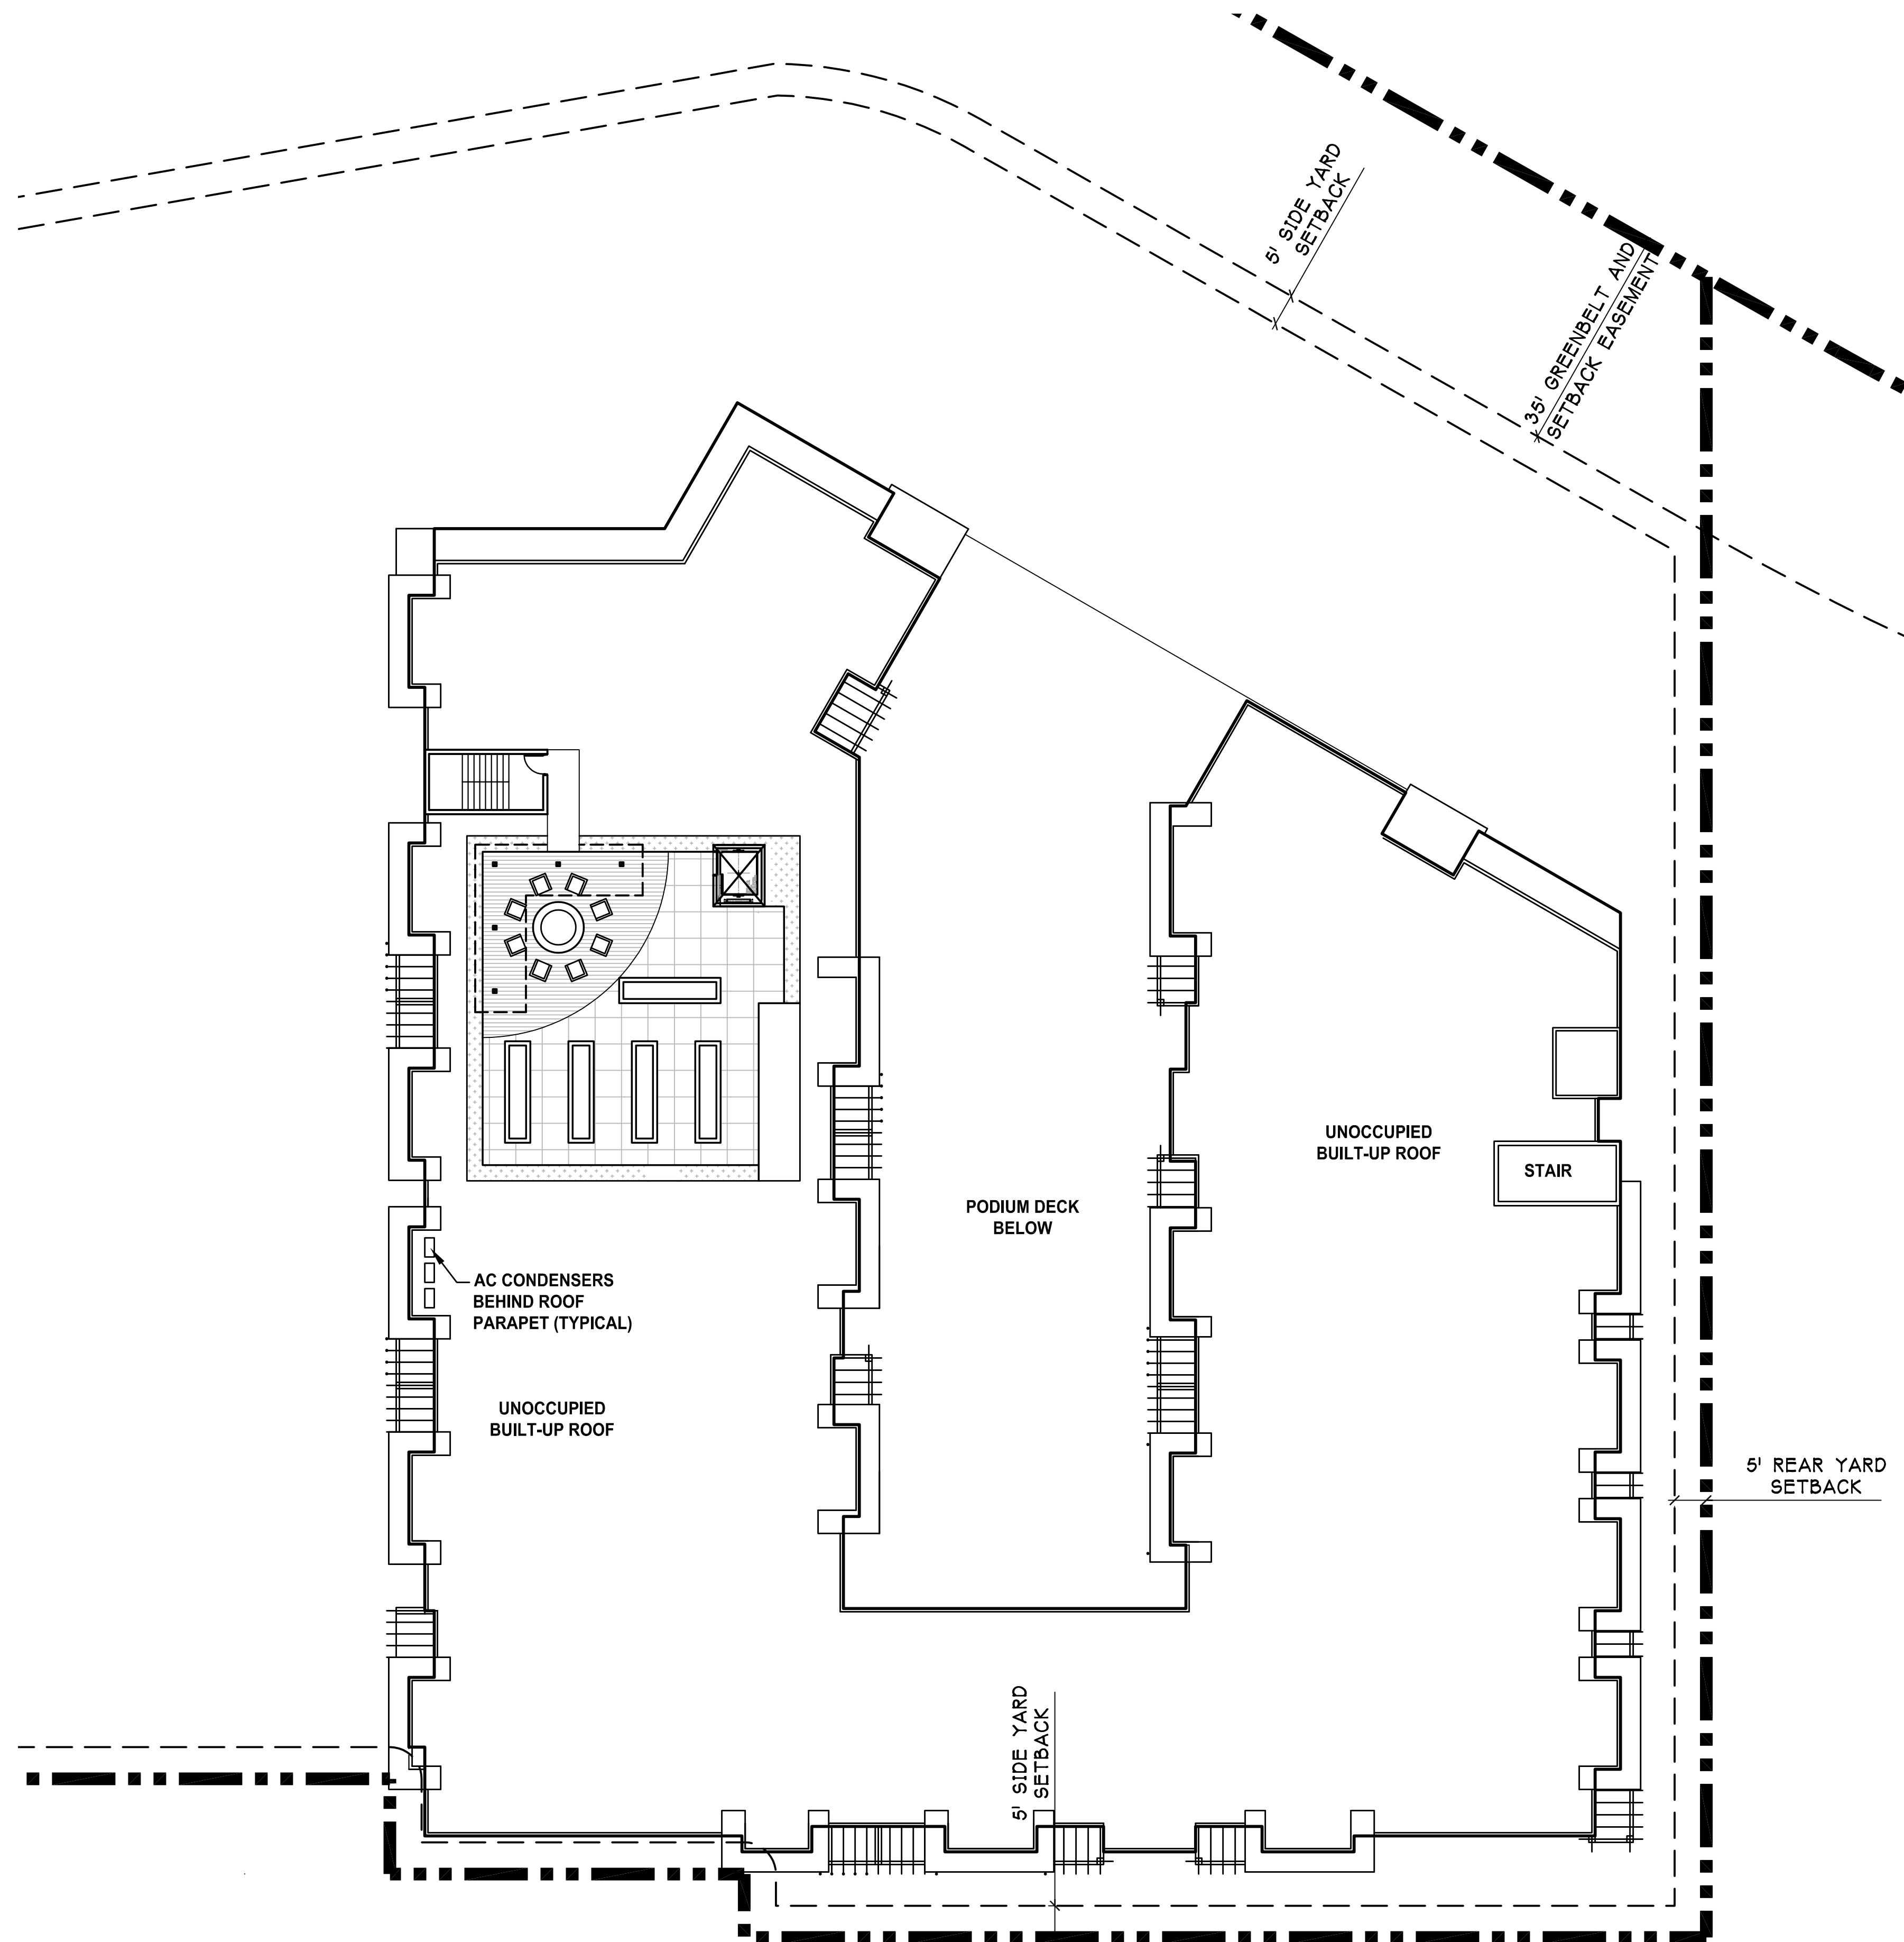 5' SIDE YARD
SETBACK
35' GREENBELT AND
SETBACK EASEMENT
UNOCCUPIED
BUILT-UP ROOF
STAIR
PODIUM DECK
BELOW
AC CONDENSERS
BEHIND ROOF
PARAPET (TYPICAL)
UNOCCUPIED
BUILT-UP ROOF
5' REAR YARD
SETBACK
5' SIDE YARD
SETBACK